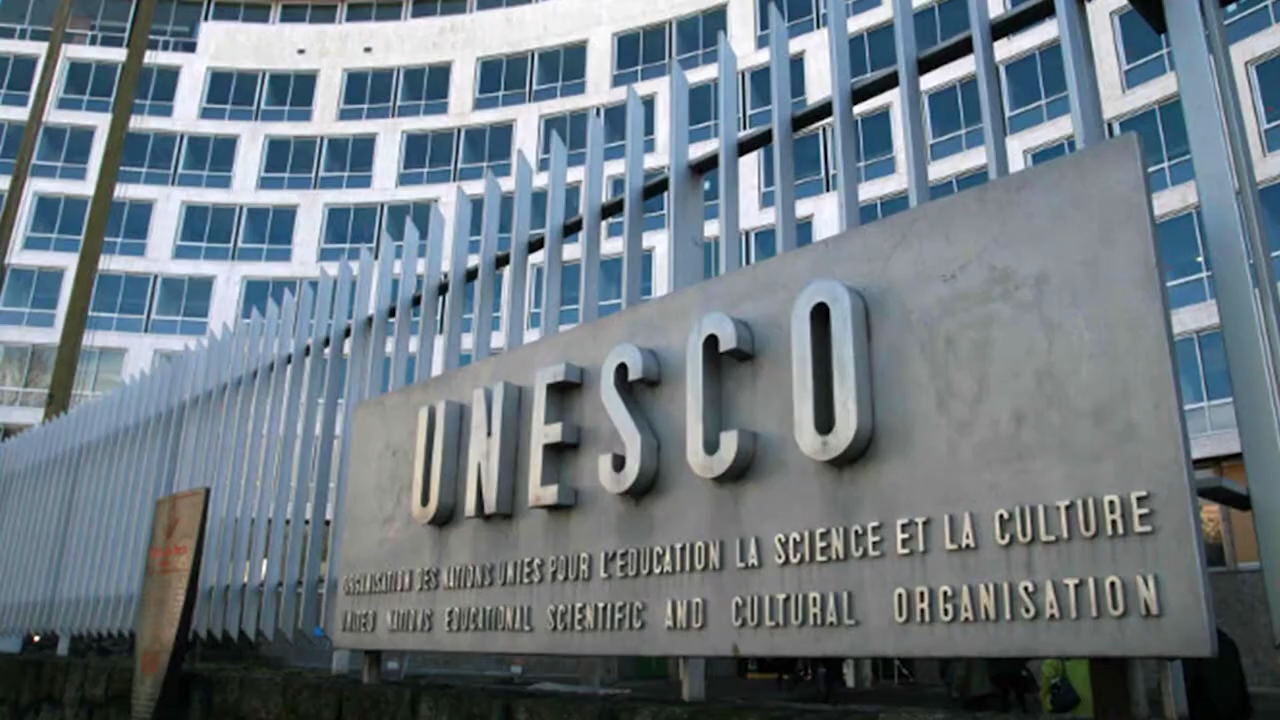 UNESCO
ORGANISATION DES NATIONS UNIES POUR L'EDUCATION LA SCIENCE ET LA CULTURE
UNITED NATIONS EDUCATIONAL SCIENTIFIC AND CULTURAL ORGANISATION